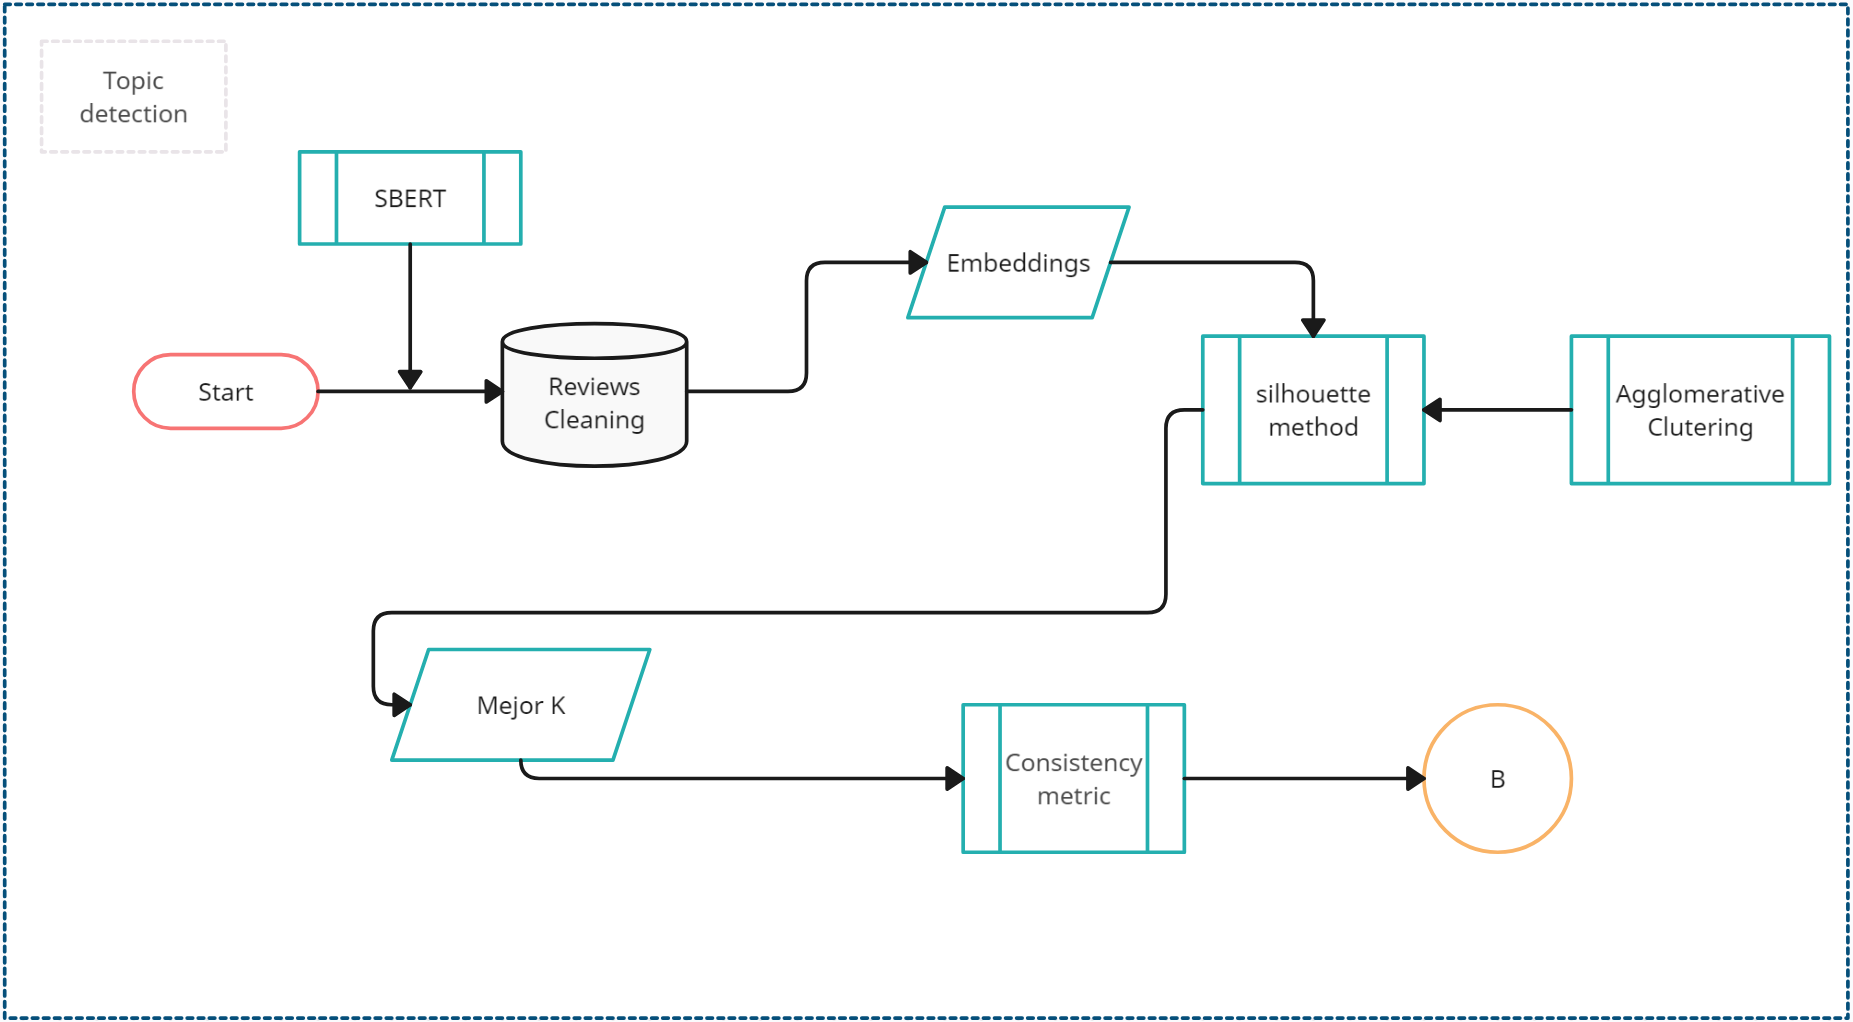 Topic
detection
SBERT
Embeddings
Start
Reviews
Cleaning
silhouette
method
Agglomerative
Clutering
Mejor K
Consistency
metric
B